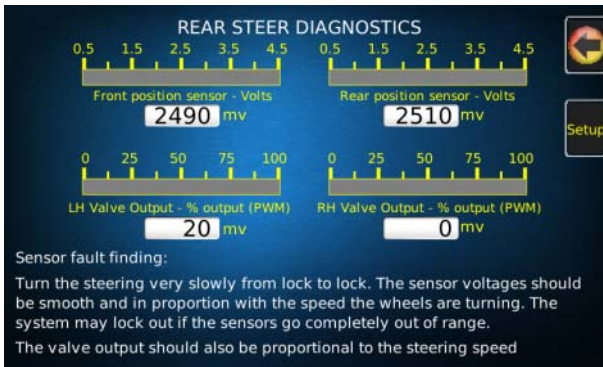 REAR STEER DIAGNOSTICS
0.5 1.5 2.5 3.5 4.5
0.5 1.5 2.5 3.5 4.5
Front position sensor - Volts
Rear position sensor - Volts
2490 mv
2510 mv
Setup
0 25 50 75 100
0 25 50 75 100
LH Valve Output - % output (PWM)
RH Valve Output - % output (PWM)
20 mv
0 mv
Sensor fault finding:
Turn the steering very slowly from lock to lock. The sensor voltages should
be smooth and in proportion with the speed the wheels are turning. The
system may lock out if the sensors go completely out of range.
The valve output should also be proportional to the steering speed